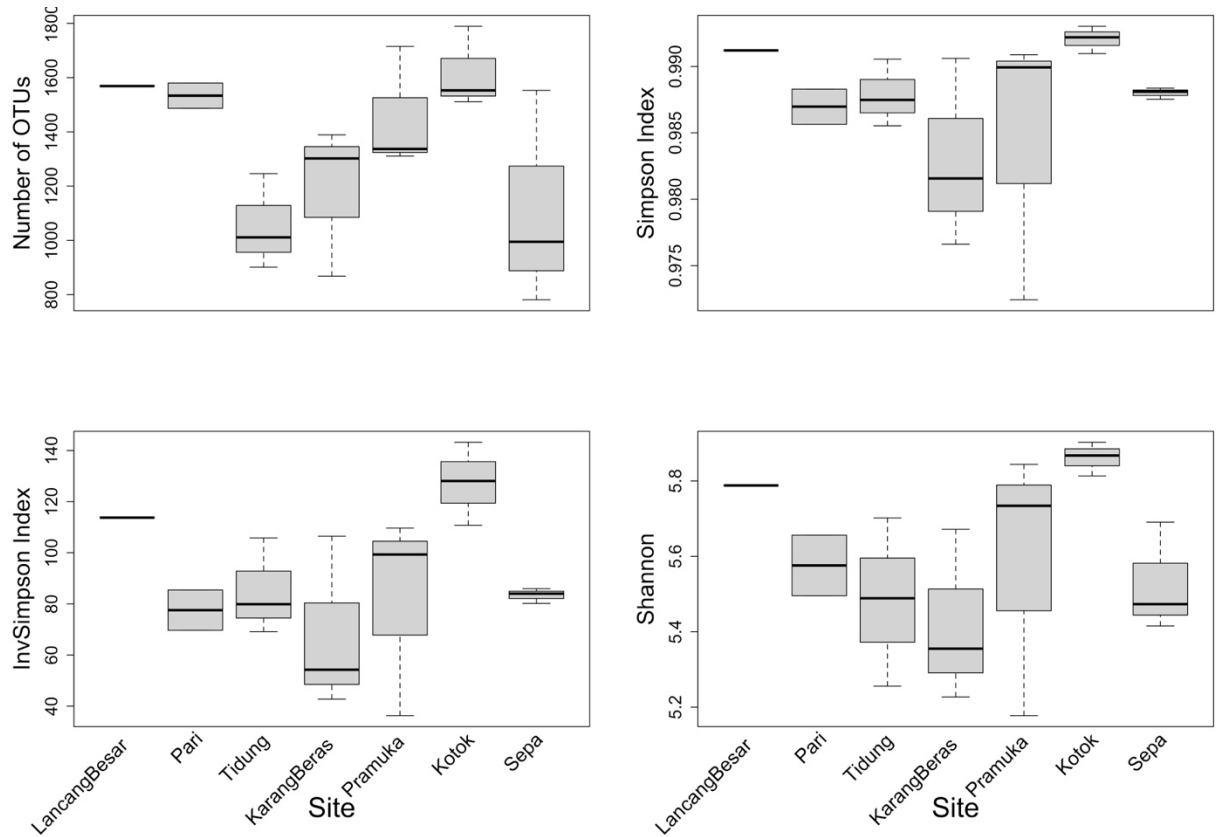 Number of OTUs
1800
1600
1400
1200
1000
800
Simpson Index
0.990
0.985
0.980
0.975
InvSimpson Index
140
120
100
80
60
40
LancangBesar
Pari
Tidung
KarangBeras
Pramuka
Kotok
Sepa
Site
Shannon
5.8
5.6
5.4
5.2
LancangBesar
Pari
Tidung
KarangBeras
Pramuka
Kotok
Sepa
Site